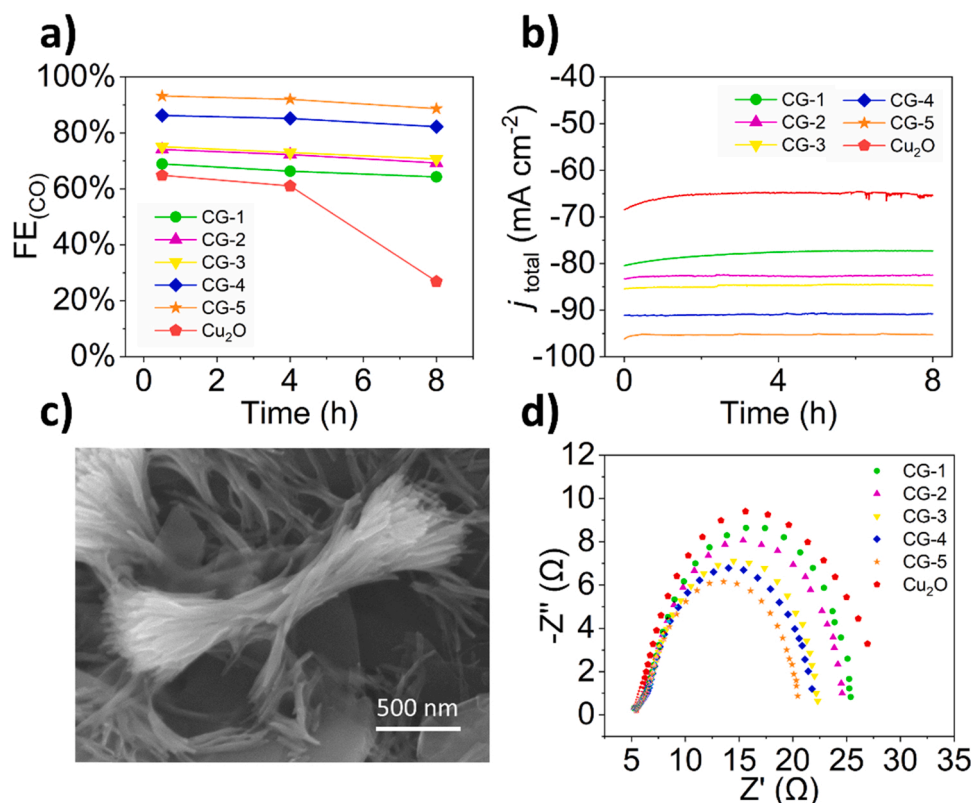 a)
FE(CO)
100%
80%
60%
40%
20%
0%
CG-1
CG-2
CG-3
CG-4
CG-5
Cu₂O
0 2 4 6 8
Time (h)
b)
j total (mA cm⁻²)
-40
-50
-60
-70
-80
-90
-100
CG-1 CG-4
CG-2 CG-5
CG-3 Cu₂O
0 4 8
Time (h)
c)
500 nm
d)
-Z'' (Ω)
12
10
8
6
4
2
0
CG-1
CG-2
CG-3
CG-4
CG-5
Cu₂O
5 10 15 20 25 30 35
Z' (Ω)